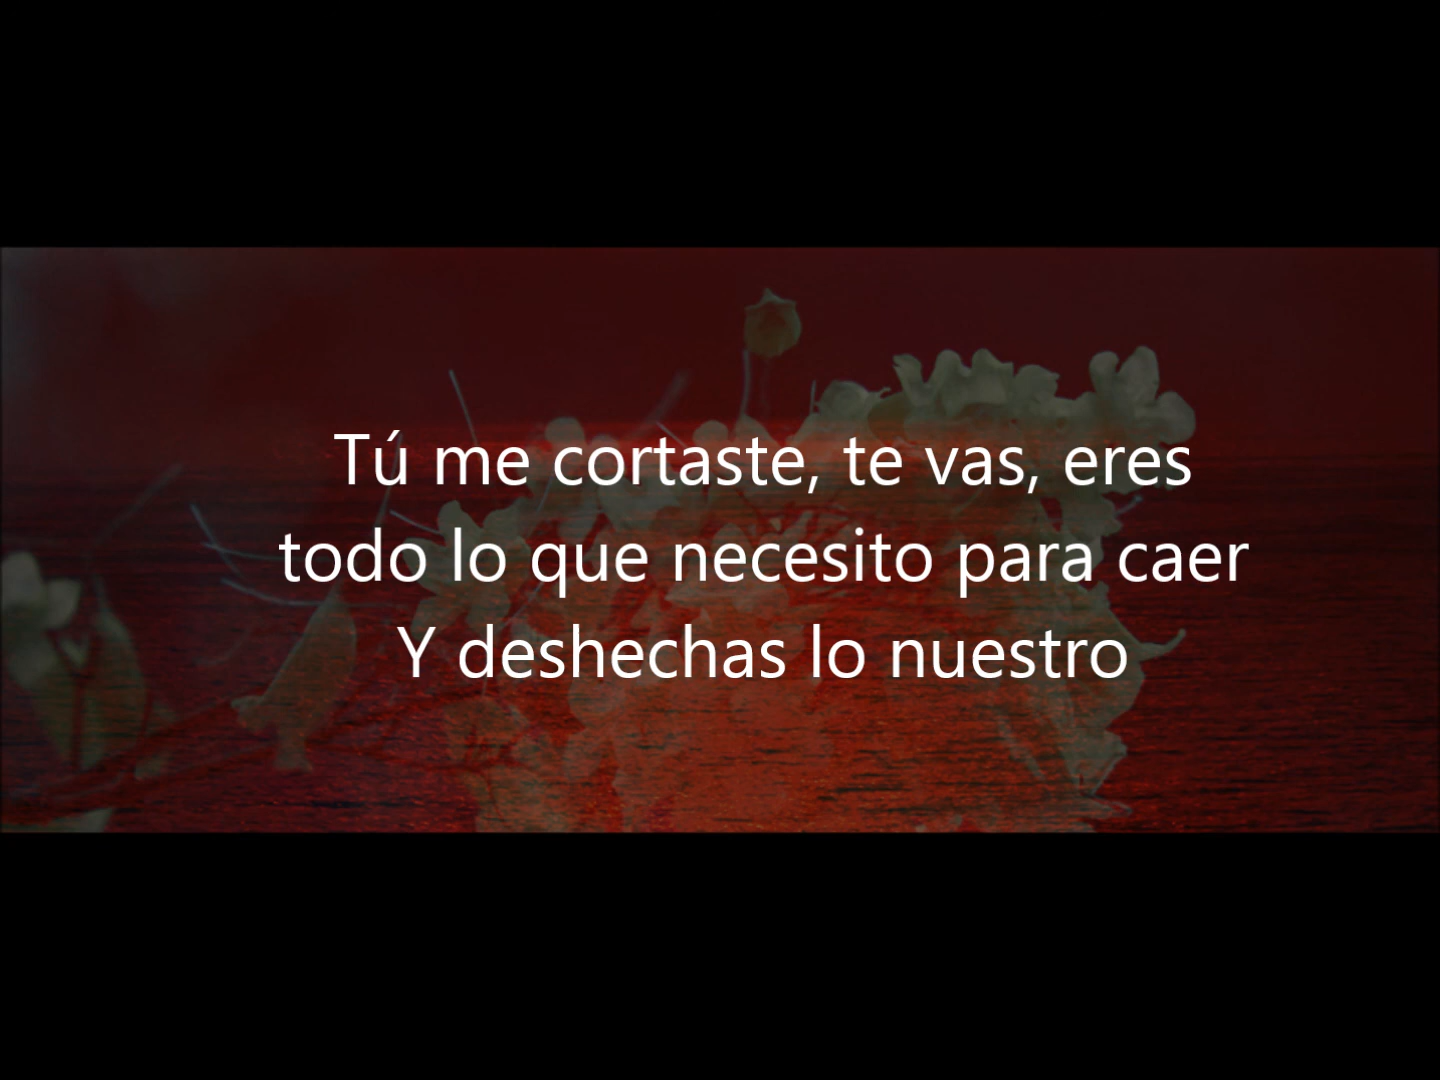 Tú me cortaste, te vas, eres
todo lo que necesito para caer
Y deshechas lo nuestro